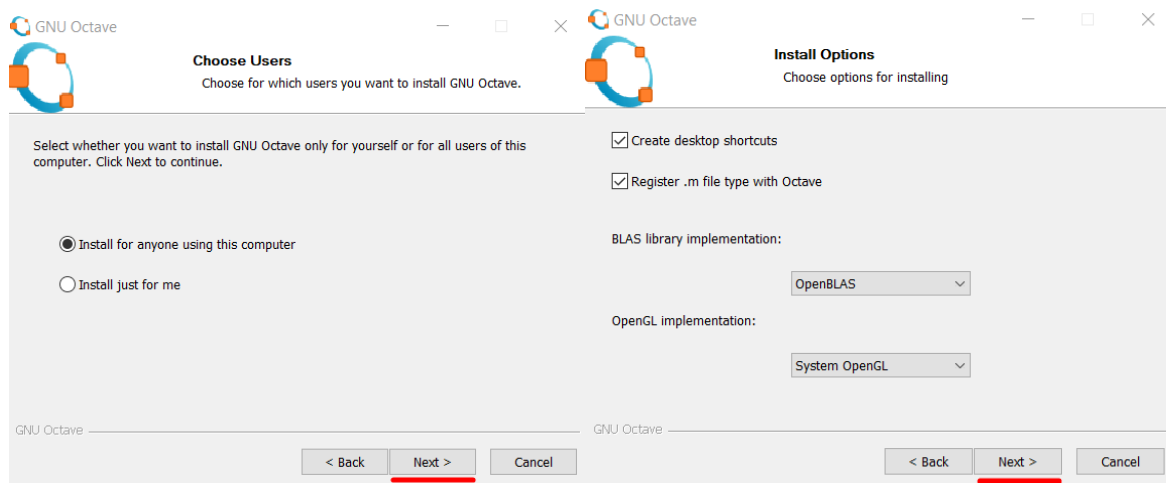 GNU Octave
Choose Users
Choose for which users you want to install GNU Octave.
Select whether you want to install GNU Octave only for yourself or for all users of this
computer. Click Next to continue.
Install for anyone using this computer
Install just for me
GNU Octave
< Back
Next >
Cancel
GNU Octave
Install Options
Choose options for installing
Create desktop shortcuts
Register .m file type with Octave
BLAS library implementation:
OpenBLAS
OpenGL implementation:
System OpenGL
GNU Octave
< Back
Next >
Cancel